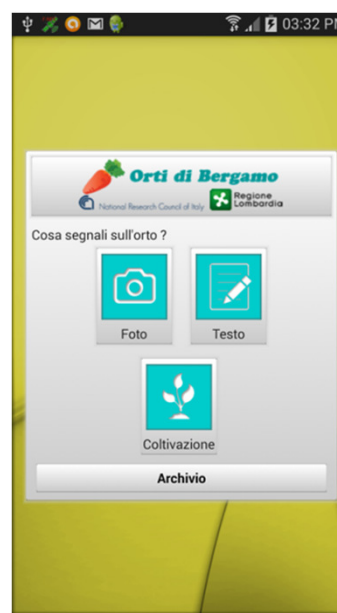 03:32 PM
Orti di Bergamo
National Research Council of Italy
Regione
Lombardia
Cosa segnali sull'orto ?
Foto
Testo
Coltivazione
Archivio